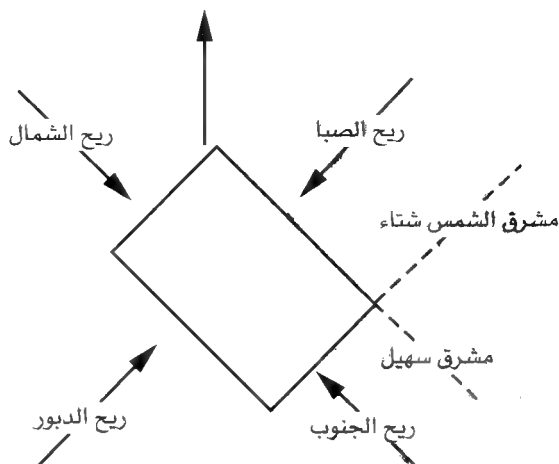 ريح الصبا
ريح الشمال
مشرق الشمس شتاء
مشرق سهيل
ريح الجنوب
ريح الدبور